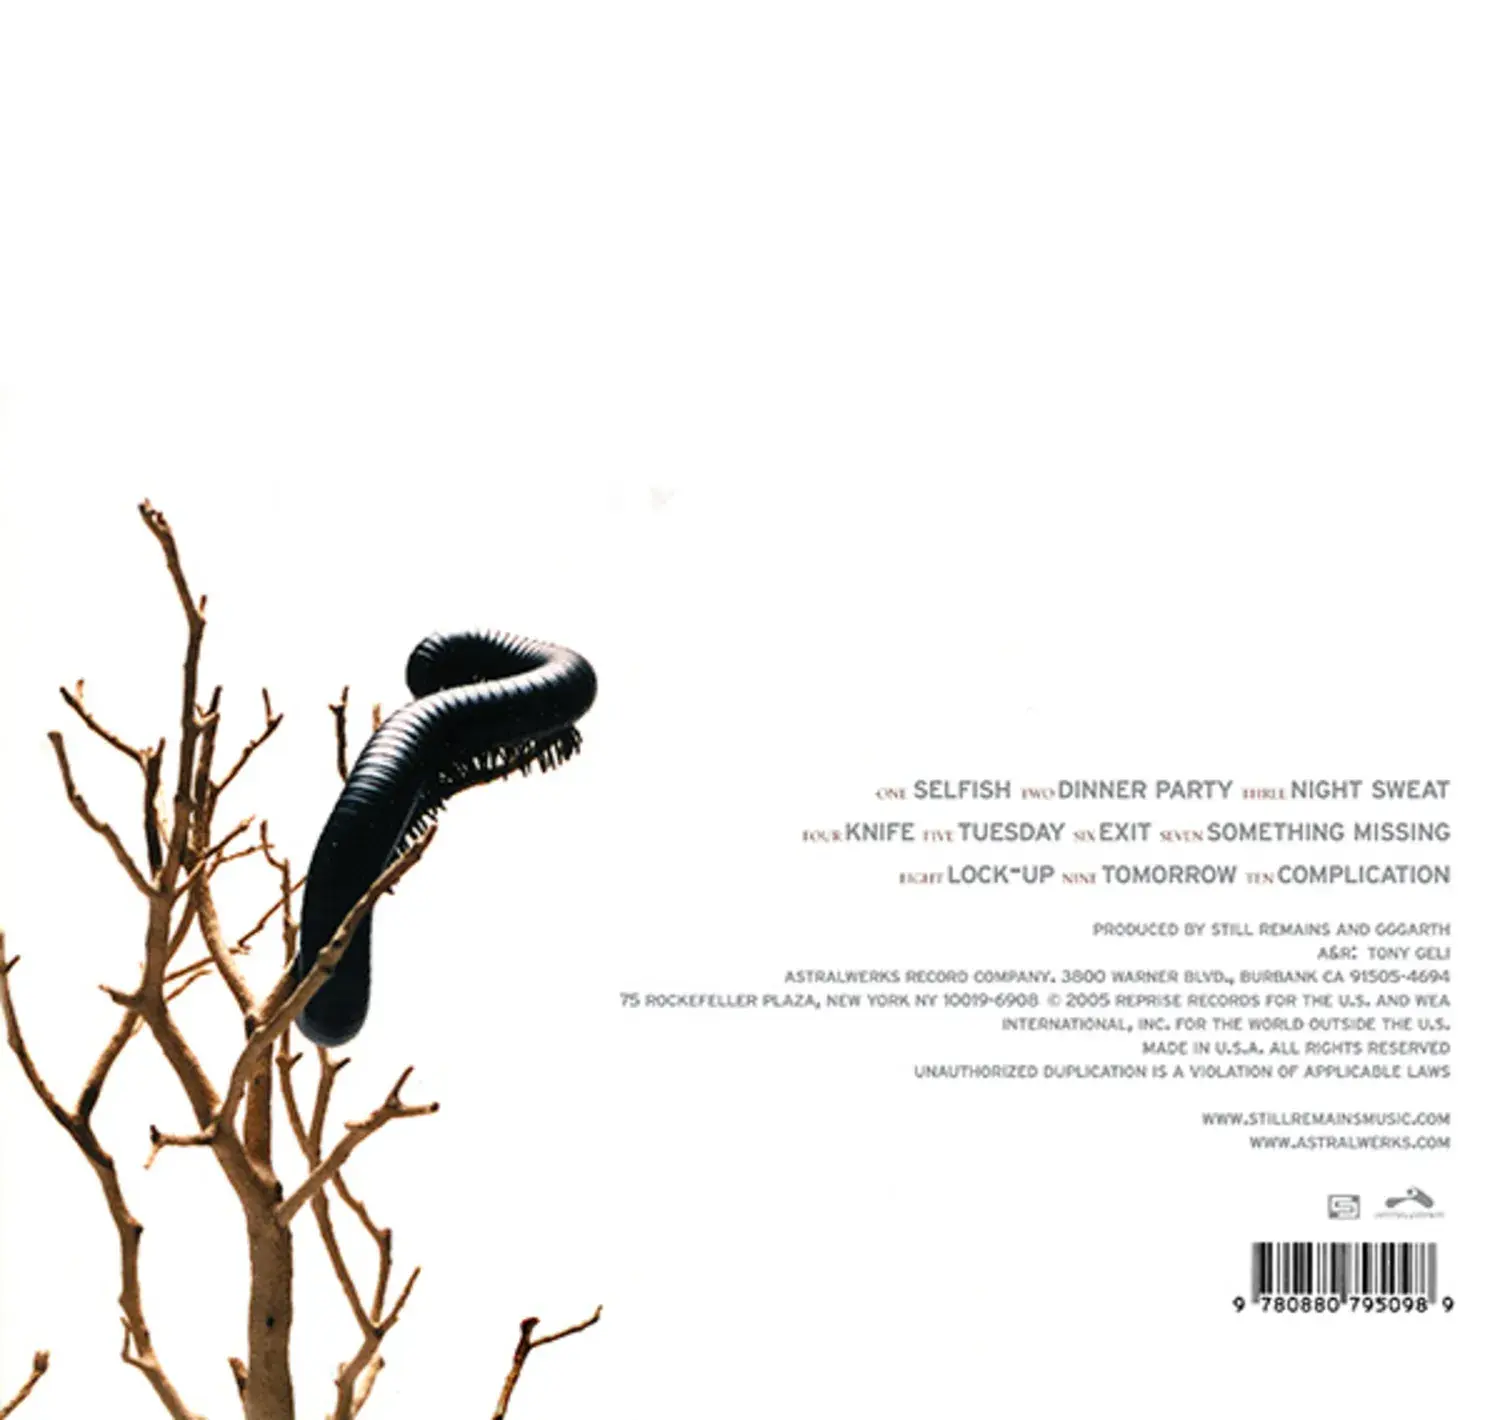 ONE SELFISH TWO DINNER PARTY THREE NIGHT SWEAT
FOUR KNIFE FIVE TUESDAY SIX EXIT SEVEN SOMETHING MISSING
EIGHT LOCK-UP NINE TOMORROW TEN COMPLICATION
PRODUCED BY STILL REMAINS AND GGGARTH
A&R: TONY GELI
ASTRALWERKS RECORD COMPANY. 3800 WARNER BLVD., BURBANK CA 91505-4694
75 ROCKEFELLER PLAZA, NEW YORK NY 10019-6908 © 2005 REPRISE RECORDS FOR THE U.S. AND WEA
INTERNATIONAL, INC. FOR THE WORLD OUTSIDE THE U.S.
MADE IN U.S.A. ALL RIGHTS RESERVED
UNAUTHORIZED DUPLICATION IS A VIOLATION OF APPLICABLE LAWS
WWW.STILLREMAINSMUSIC.COM
WWW.ASTRALWERKS.COM
9 780880 795098 9